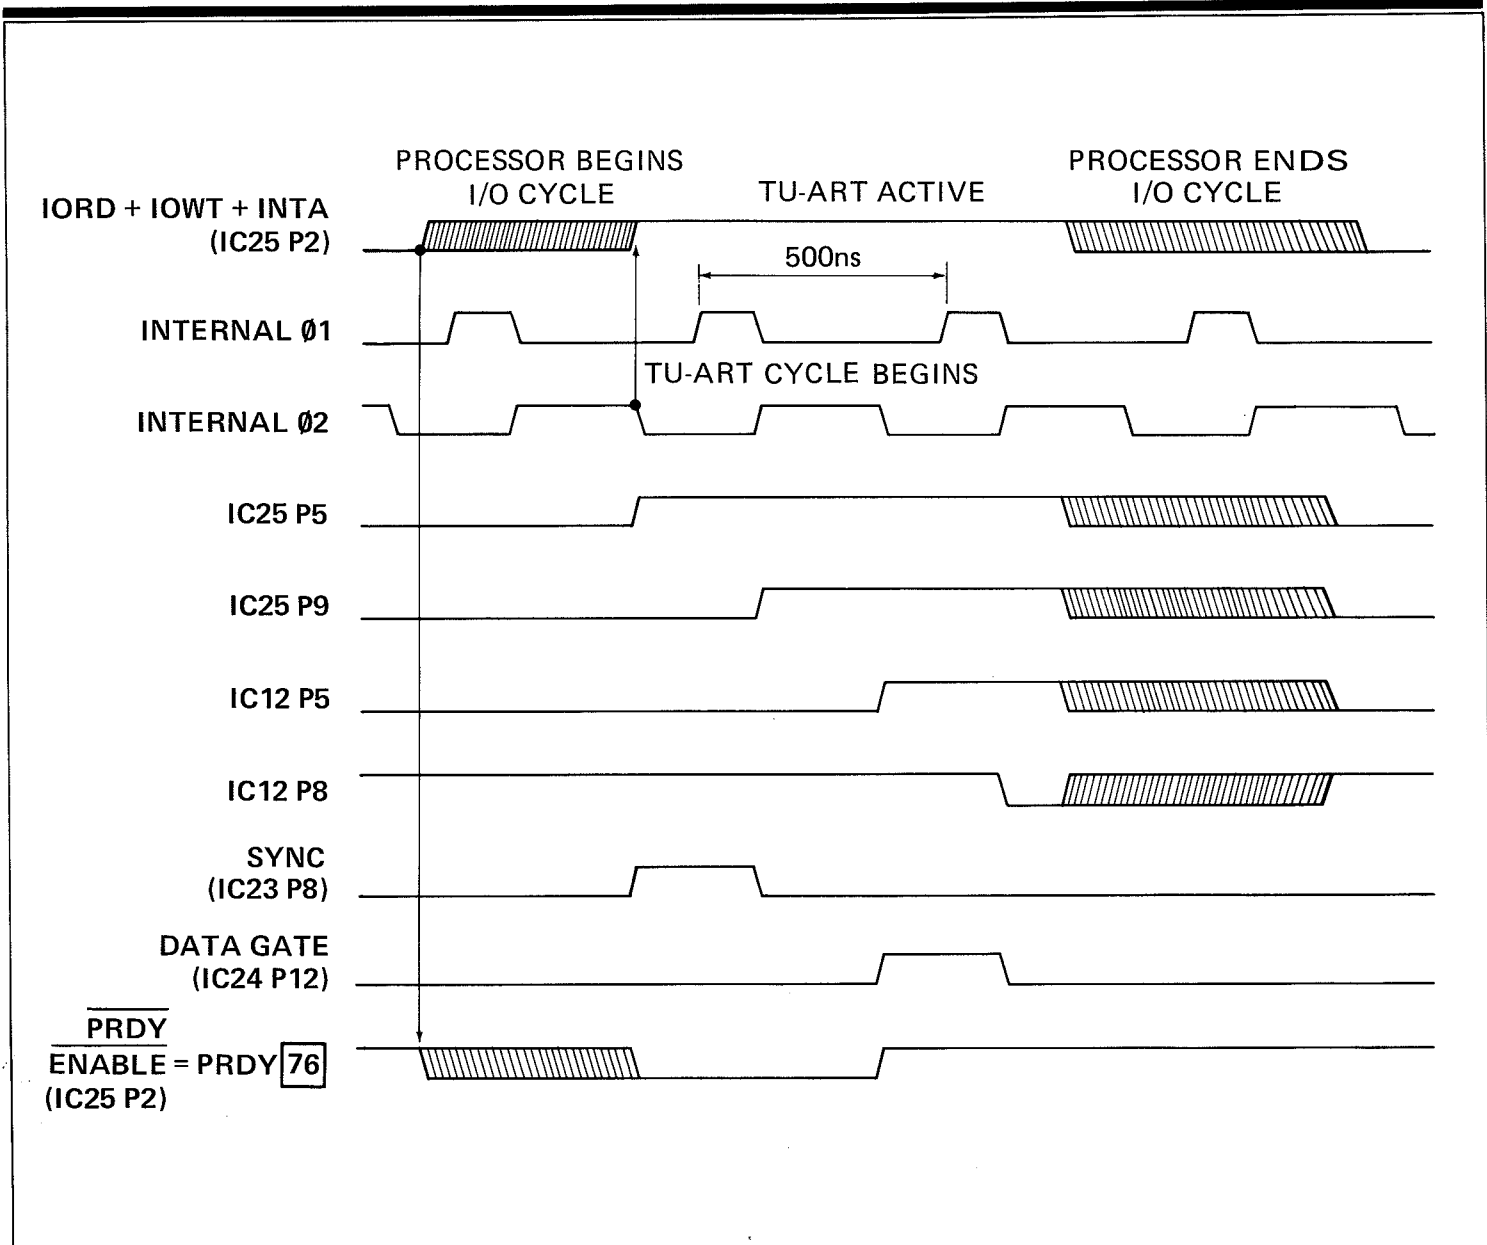 PROCESSOR BEGINS
I/O CYCLE
TU-ART ACTIVE
PROCESSOR ENDS
I/O CYCLE
IORD + IOWT + INTA
(IC25 P2)
500ns
INTERNAL Ø1
TU-ART CYCLE BEGINS
INTERNAL Ø2
IC25 P5
IC25 P9
IC12 P5
IC12 P8
SYNC
(IC23 P8)
DATA GATE
(IC24 P12)
PRDY
ENABLE = PRDY 76
(IC25 P2)